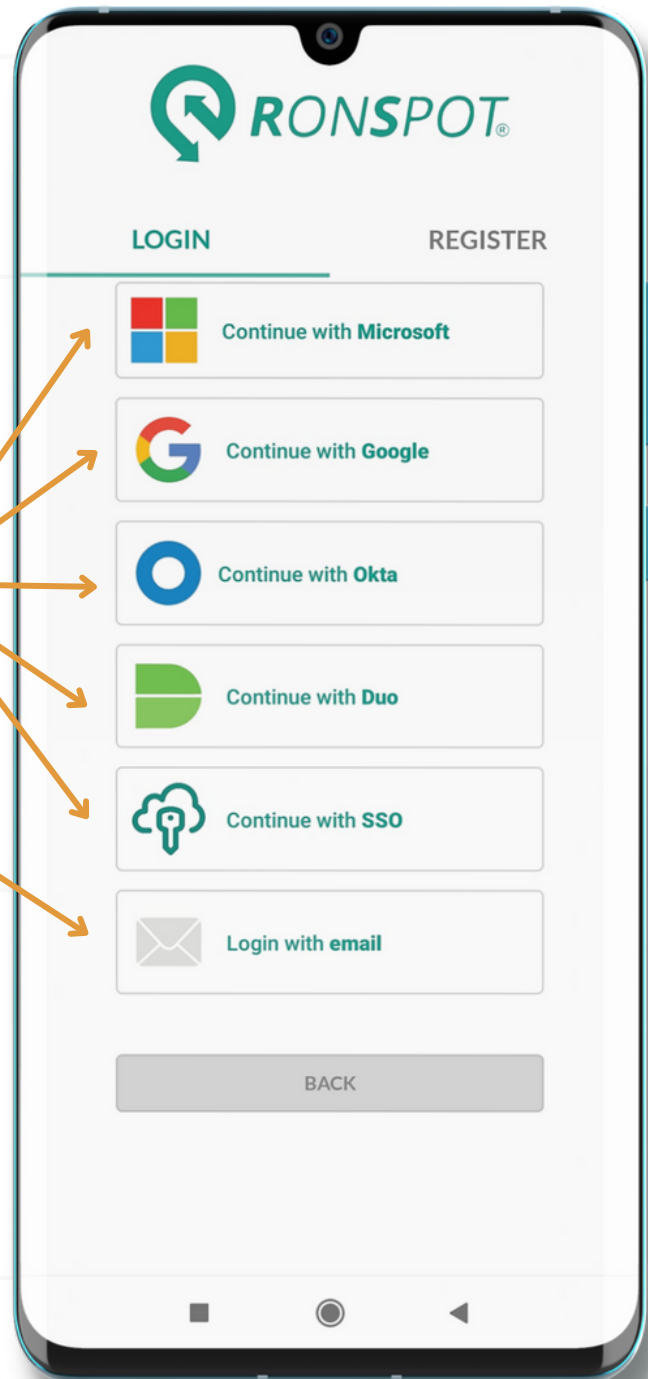 RONSPOT®
LOGIN
REGISTER
Continue with Microsoft
Continue with Google
Continue with Okta
Continue with Duo
Continue with SSO
Login with email
BACK